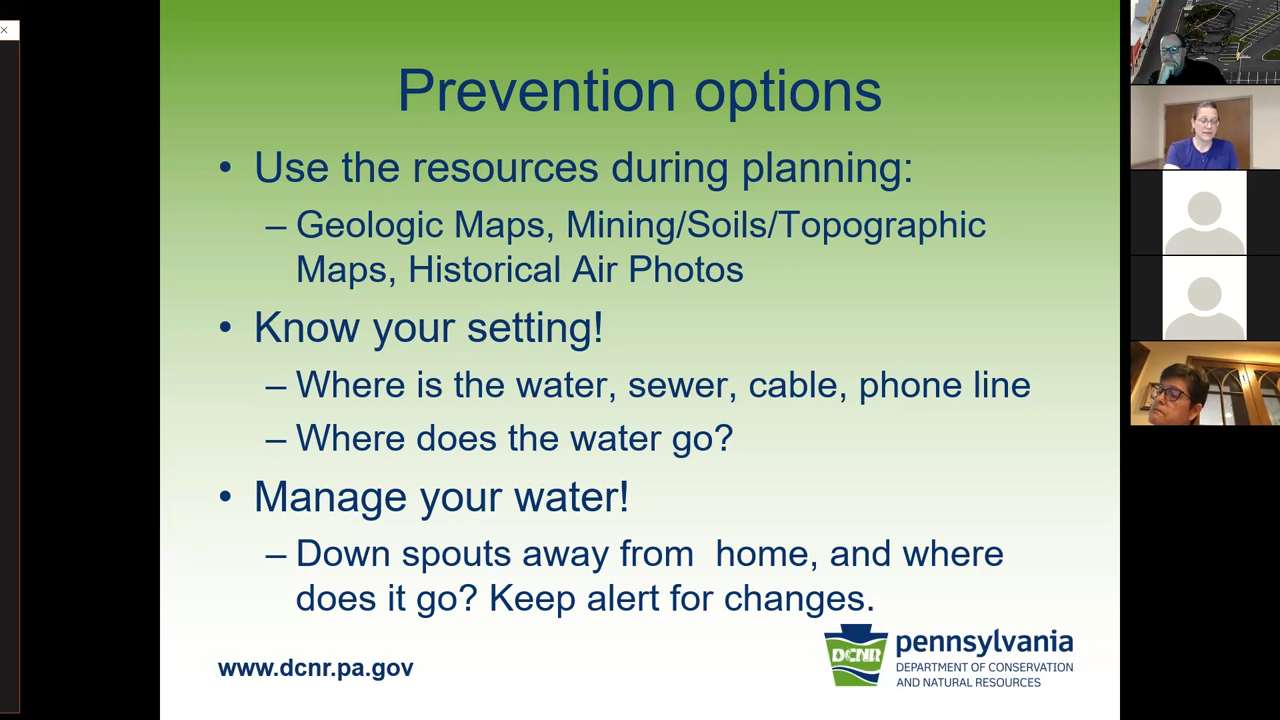 Prevention options
• Use the resources during planning:
– Geologic Maps, Mining/Soils/Topographic
Maps, Historical Air Photos
• Know your setting!
– Where is the water, sewer, cable, phone line
– Where does the water go?
• Manage your water!
– Down spouts away from  home, and where
does it go? Keep alert for changes.
www.dcnr.pa.gov
DCNR
pennsylvania
DEPARTMENT OF CONSERVATION
AND NATURAL RESOURCES